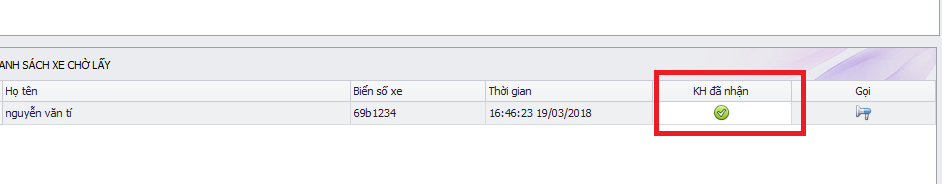 ANH SÁCH XE CHỜ LẤY
Họ tên Biển số xe Thời gian KH đã nhận Gọi
nguyễn văn tí 69b1234 16:46:23 19/03/2018